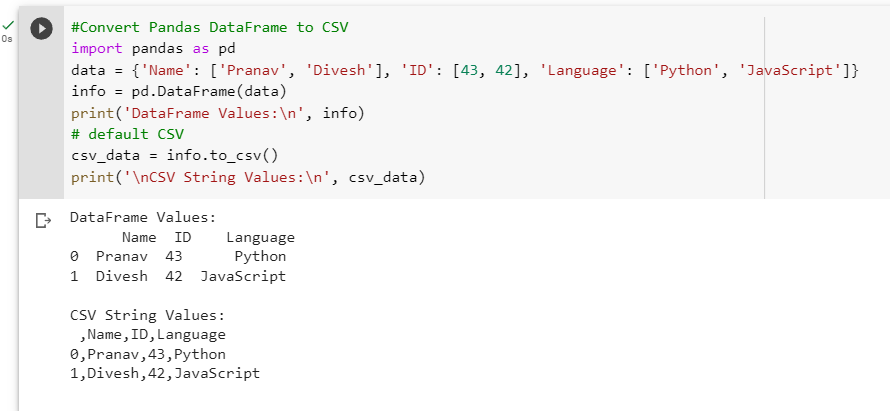 0s
#Convert Pandas DataFrame to CSV
import pandas as pd
data = {'Name': ['Pranav', 'Divesh'], 'ID': [43, 42], 'Language': ['Python', 'JavaScript']}
info = pd.DataFrame(data)
print('DataFrame Values:\n', info)
# default CSV
csv_data = info.to_csv()
print('\nCSV String Values:\n', csv_data)
DataFrame Values:
      Name  ID    Language
0  Pranav  43      Python
1  Divesh  42  JavaScript
CSV String Values:
 ,Name,ID,Language
0,Pranav,43,Python
1,Divesh,42,JavaScript